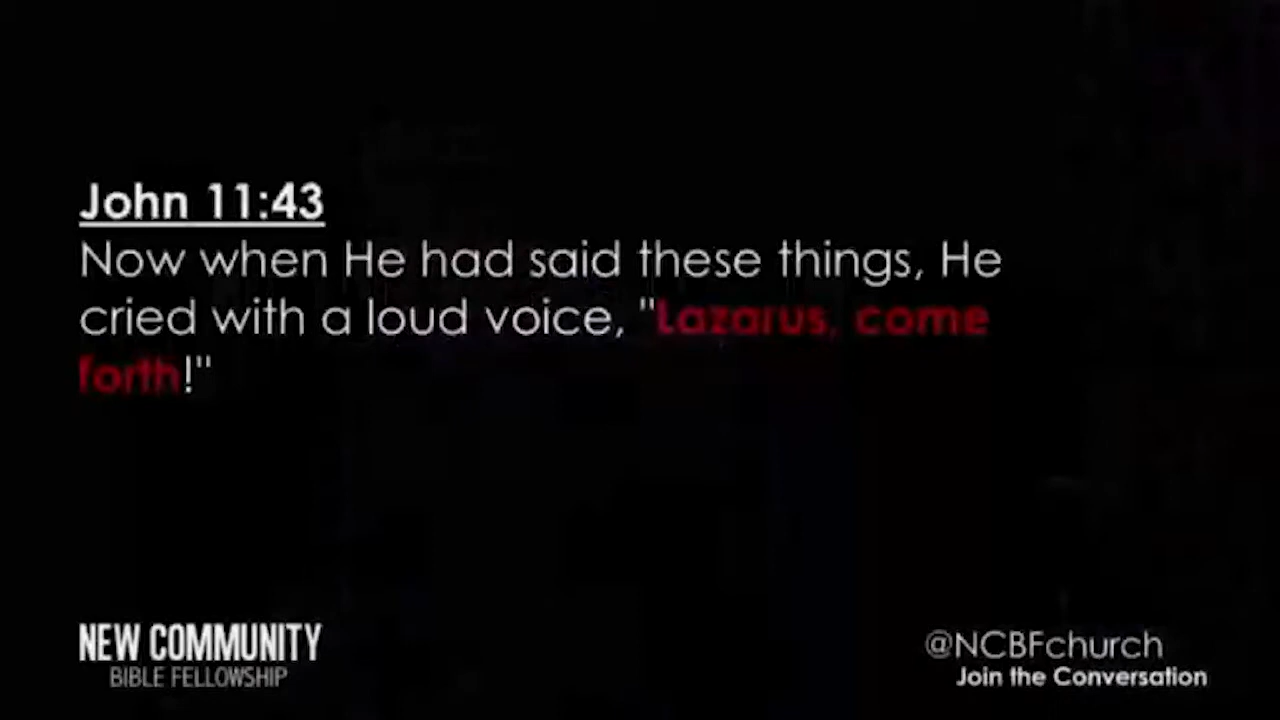 John 11:43
Now when He had said these things, He
cried with a loud voice, "Lazarus, come
forth!"
NEW COMMUNITY
BIBLE FELLOWSHIP
@NCBFchurch
Join the Conversation